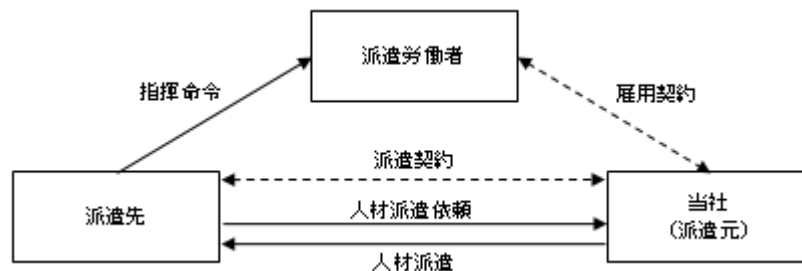 派遣労働者
指揮命令
雇用契約
派遣契約
派遣先
人材派遣依頼
当社
(派遣元)
人材派遣